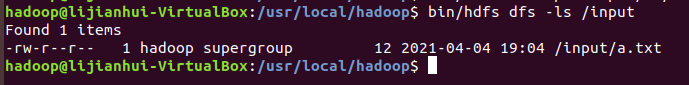 hadoop@lijianhui-VirtualBox:/usr/local/hadoop$ bin/hdfs dfs -ls /input
Found 1 items
-rw-r--r--   1 hadoop supergroup         12 2021-04-04 19:04 /input/a.txt
hadoop@lijianhui-VirtualBox:/usr/local/hadoop$